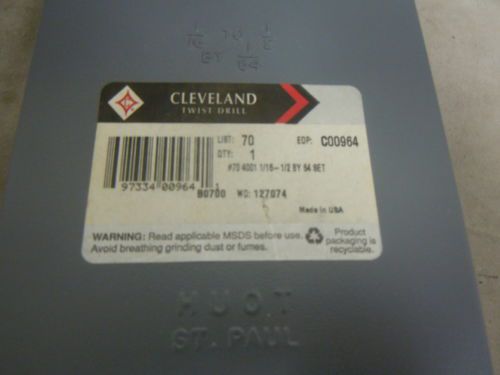 1/16 TO 1/2
BY 1/64
CLEVELAND
TWIST DRILL
LIST: 70 EDP: C00964
QTY: 1
#70 4001 1/16-1/2 BY 64 SET
97334 00964 1
B0700 WO: 127074
Made in USA
WARNING: Read applicable MSDS before use.
Avoid breathing grinding dust or fumes.
Product
packaging is
recyclable.
HUOT
ST. PAUL